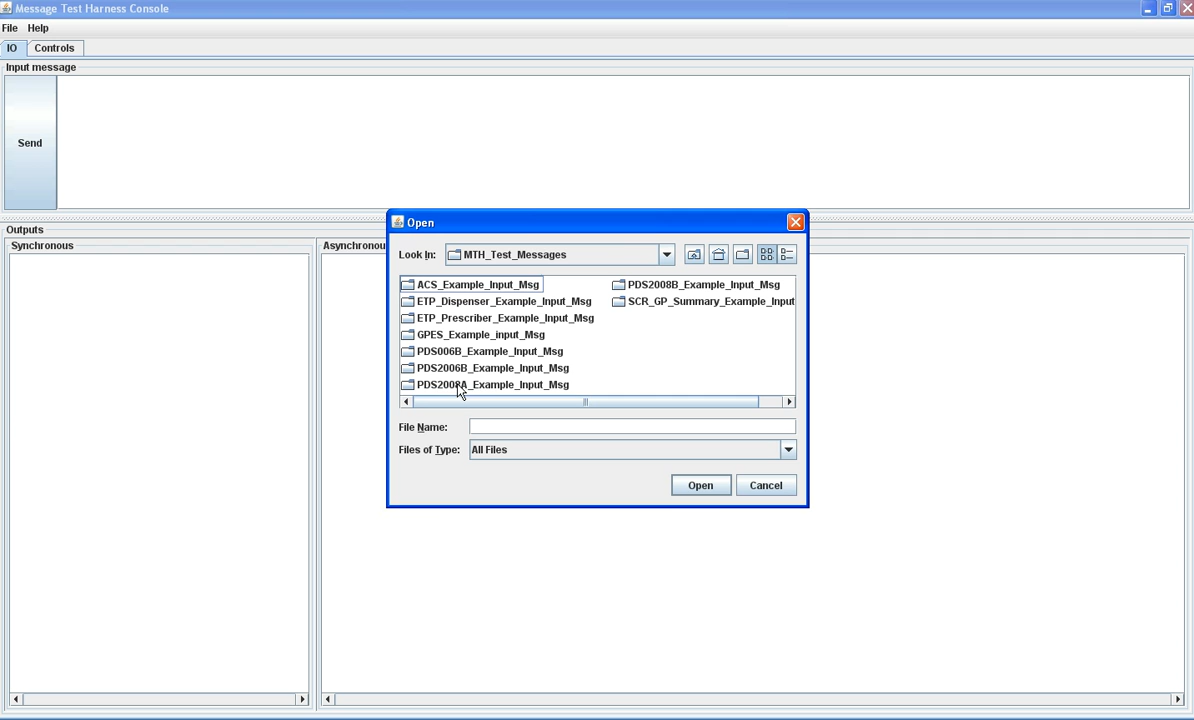 Message Test Harness Console
File Help
IO Controls
Input message
Send
Outputs
Synchronous
Asynchronou
Open
Look In: MTH_Test_Messages
ACS_Example_Input_Msg
ETP_Dispenser_Example_Input_Msg
ETP_Prescriber_Example_Input_Msg
GPES_Example_input_Msg
PDS006B_Example_Input_Msg
PDS2006B_Example_Input_Msg
PDS2008A_Example_Input_Msg
PDS2008B_Example_Input_Msg
SCR_GP_Summary_Example_Input
File Name:
Files of Type: All Files
Open Cancel